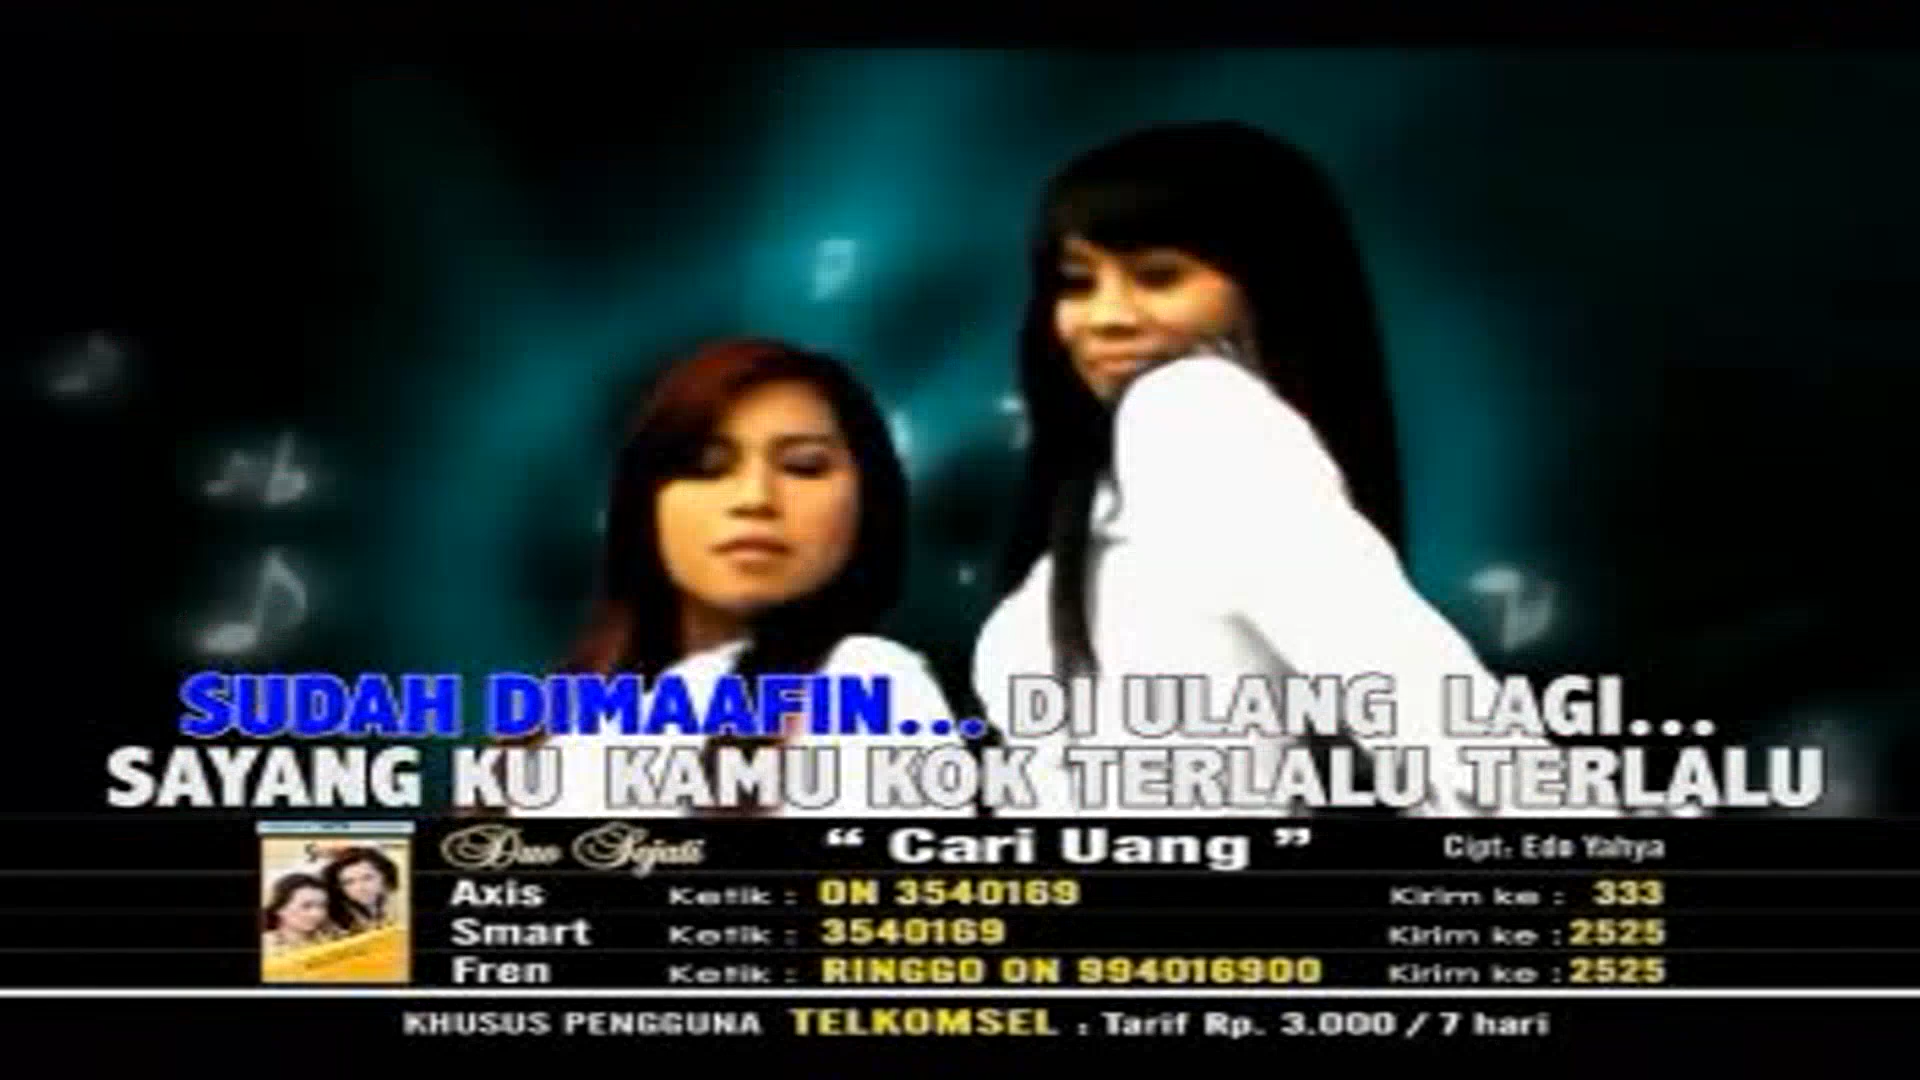 SUDAH DIMAAFIN... DI ULANG LAGI...
SAYANG KU KAMU KOK TERLALU TERLALU
Duo Sejati “ Cari Uang ” Cipt: Edo Yahya
Axis Ketik : ON 3540169 Kirim ke : 333
Smart Ketik : 3540169 Kirim ke : 2525
Fren Ketik : RINGGO ON 994016900 Kirim ke : 2525
KHUSUS PENGGUNA TELKOMSEL : Tarif Rp. 3.000 / 7 hari